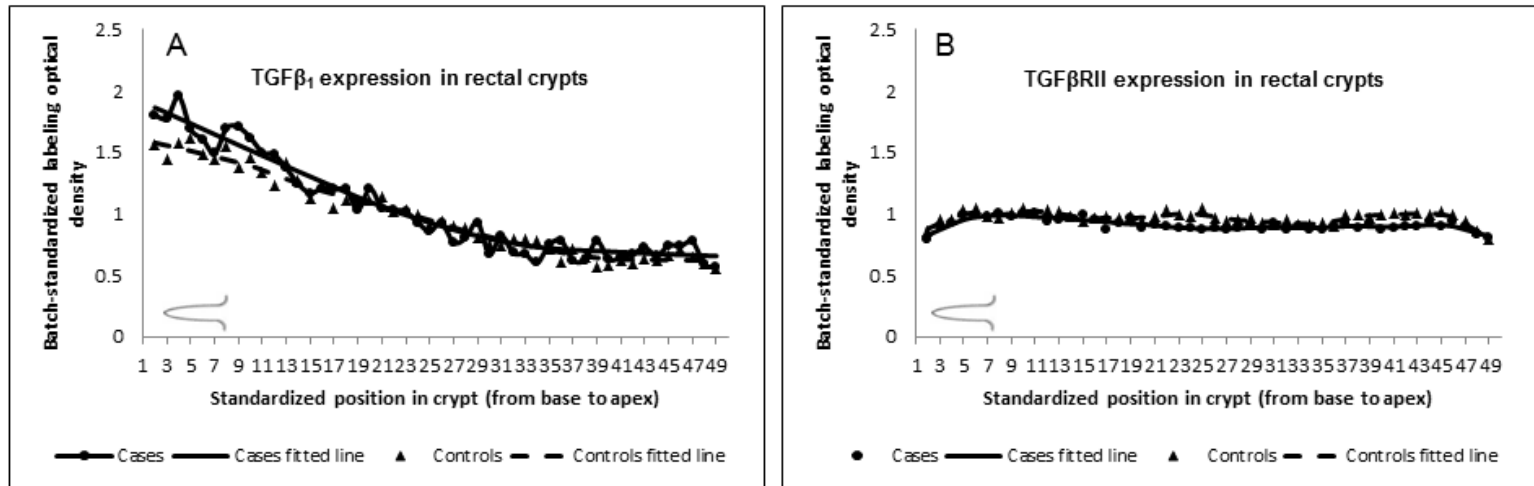 A
TGFβ₁ expression in rectal crypts
Batch-standardized labeling optical
density
2.5
2
1.5
1
0.5
0
1 3 5 7 9 11 13 15 17 19 21 23 25 27 29 31 33 35 37 39 41 43 45 47 49
Standardized position in crypt (from base to apex)
Cases Cases fitted line Controls Controls fitted line
B
TGFβRII expression in rectal crypts
Batch-standardized labeling optical
density
2.5
2
1.5
1
0.5
0
1 3 5 7 9 11 13 15 17 19 21 23 25 27 29 31 33 35 37 39 41 43 45 47 49
Standardized position in crypt (from base to apex)
Cases Cases fitted line Controls Controls fitted line